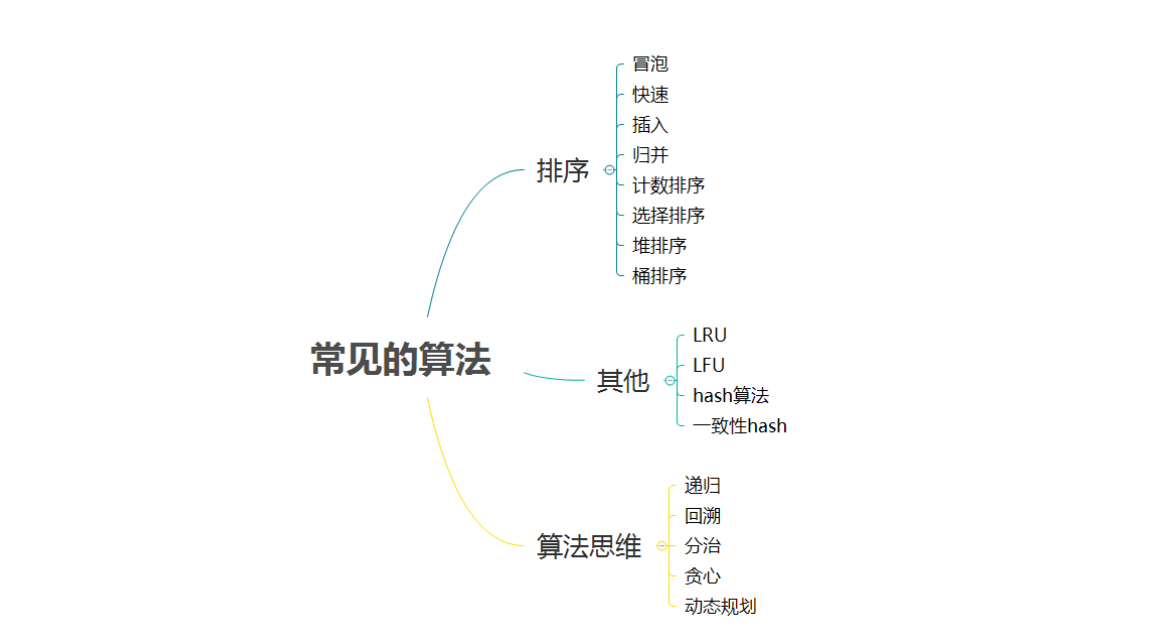 常见的算法
排序
冒泡
快速
插入
归并
计数排序
选择排序
堆排序
桶排序
其他
LRU
LFU
hash算法
一致性hash
算法思维
递归
回溯
分治
贪心
动态规划